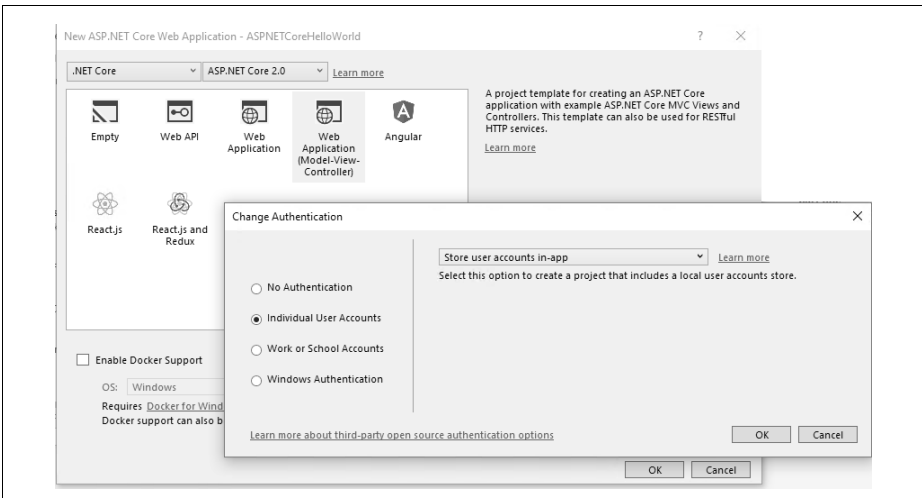 New ASP.NET Core Web Application - ASPNETCoreHelloWorld
.NET Core
ASP.NET Core 2.0
Learn more
Empty
Web API
Web
Application
Web
Application
(Model-View-
Controller)
Angular
React.js
React.js and
Redux
A project template for creating an ASP.NET Core
application with example ASP.NET Core MVC Views and
Controllers. This template can also be used for RESTful
HTTP services.
Learn more
Enable Docker Support
OS: Windows
Requires Docker for Wind
Docker support can also b
OK
Cancel
Change Authentication
No Authentication
Individual User Accounts
Work or School Accounts
Windows Authentication
Store user accounts in-app
Learn more
Select this option to create a project that includes a local user accounts store.
Learn more about third-party open source authentication options
OK
Cancel